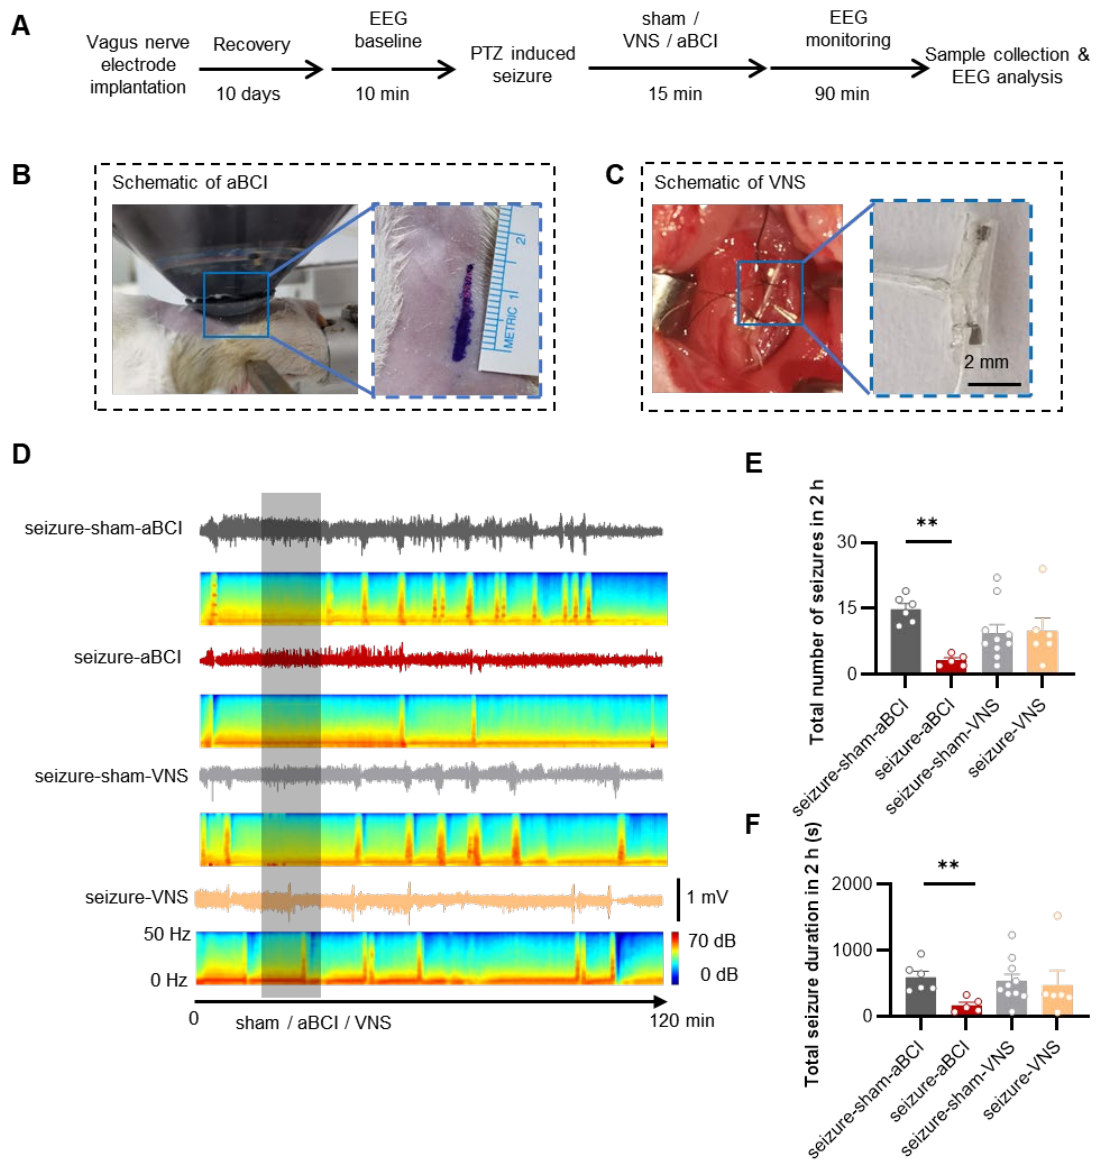 A
Vagus nerve
electrode
implantation
Recovery
10 days
EEG
baseline
10 min
PTZ induced
seizure
sham /
VNS / aBCI
15 min
EEG
monitoring
90 min
Sample collection &
EEG analysis
B
Schematic of aBCI
METRIC 1
2
C
Schematic of VNS
2 mm
D
seizure-sham-aBCI
seizure-aBCI
seizure-sham-VNS
seizure-VNS
1 mV
50 Hz
0 Hz
70 dB
0 dB
0
sham / aBCI / VNS
120 min
E
Total number of seizures in 2 h
30
15
0
**
seizure-sham-aBCI
seizure-aBCI
seizure-sham-VNS
seizure-VNS
F
Total seizure duration in 2 h (s)
2000
1000
0
**
seizure-sham-aBCI
seizure-aBCI
seizure-sham-VNS
seizure-VNS